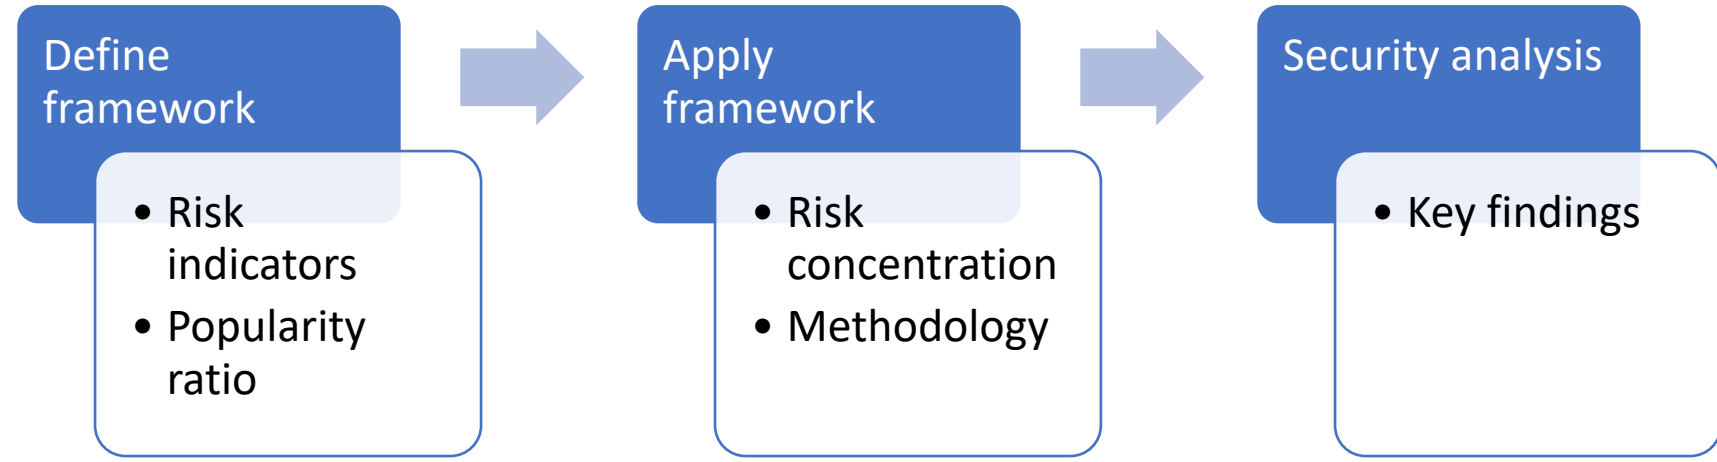 Define
framework
• Risk
indicators
• Popularity
ratio
Apply
framework
• Risk
concentration
• Methodology
Security analysis
• Key findings